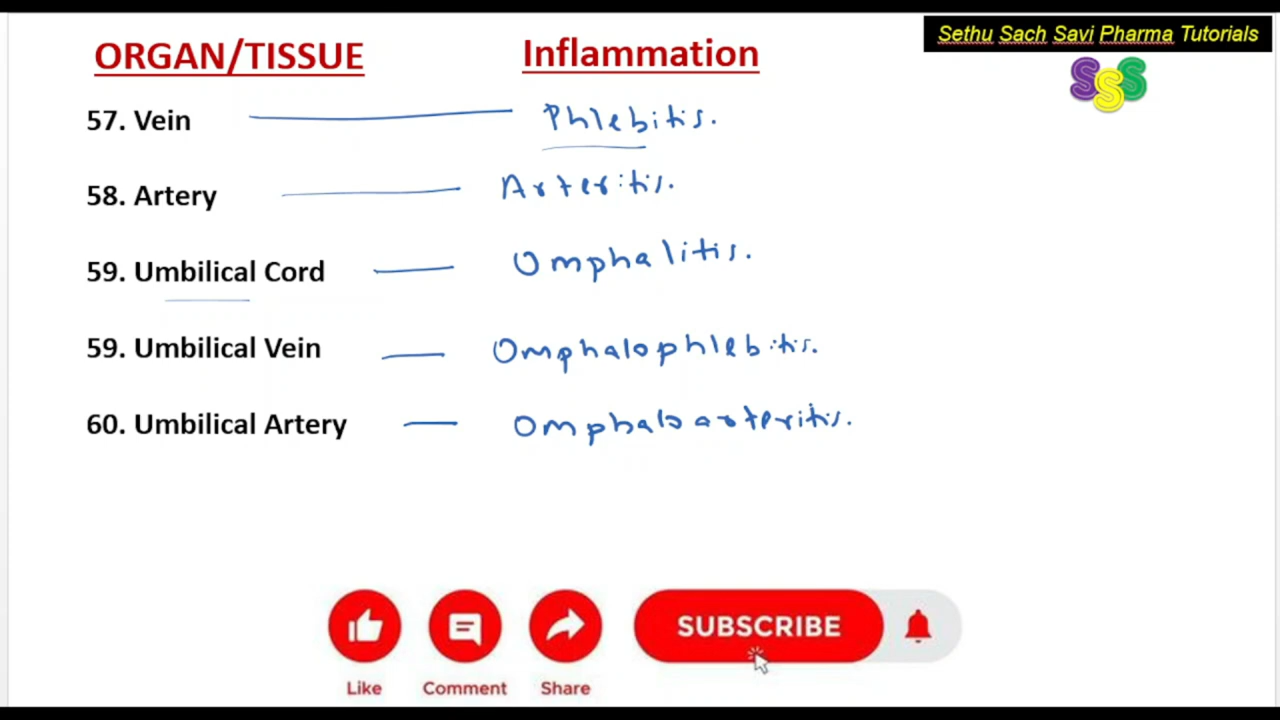 Sethu Sach Savi Pharma Tutorials
SSS
ORGAN/TISSUE Inflammation
57. Vein Phlebitis.
58. Artery Arteritis.
59. Umbilical Cord Omphalitis.
59. Umbilical Vein Omphalophlebitis.
60. Umbilical Artery Omphaloarteritis.
SUBSCRIBE
Like Comment Share